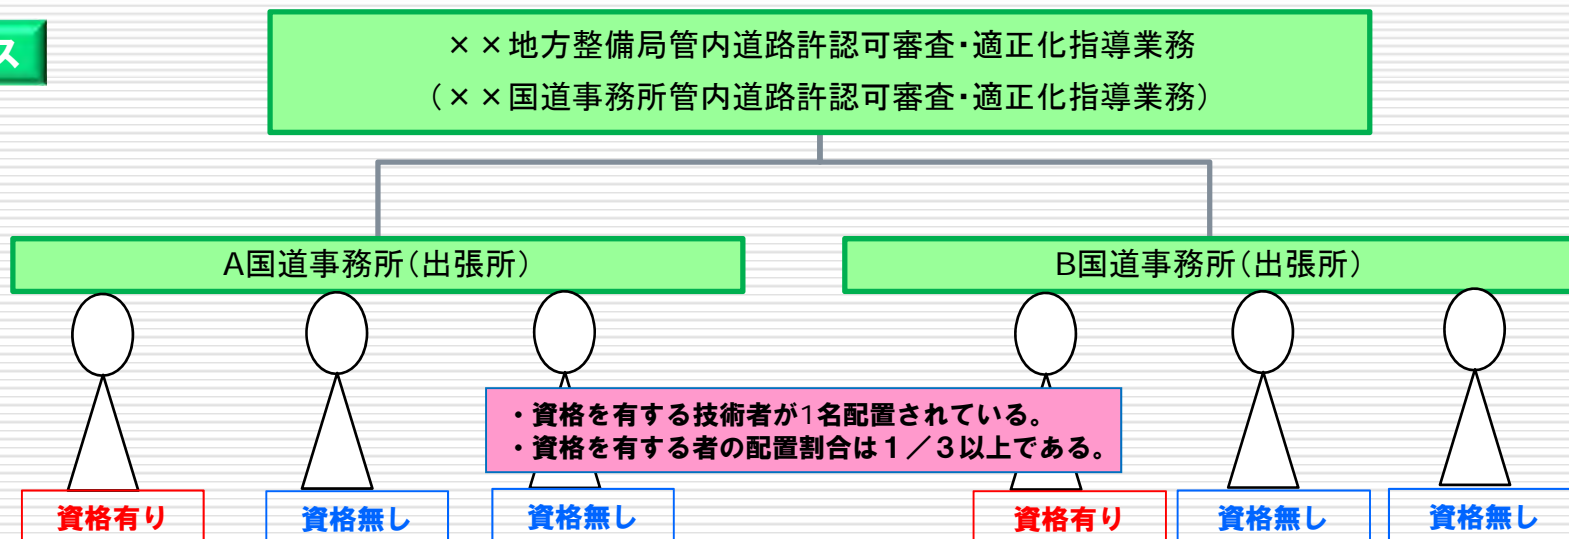 ス
××地方整備局管内道路許認可審査・適正化指導業務
（××国道事務所管内道路許認可審査・適正化指導業務）
A国道事務所（出張所）
B国道事務所（出張所）
・資格を有する技術者が1名配置されている。
・資格を有する者の配置割合は１／３以上である。
資格有り
資格無し
資格無し
資格有り
資格無し
資格無し